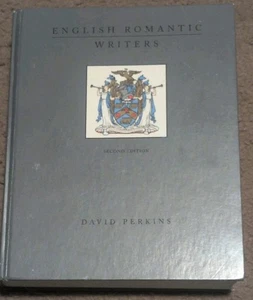 ENGLISH ROMANTIC
WRITERS
SECOND EDITION
DAVID PERKINS